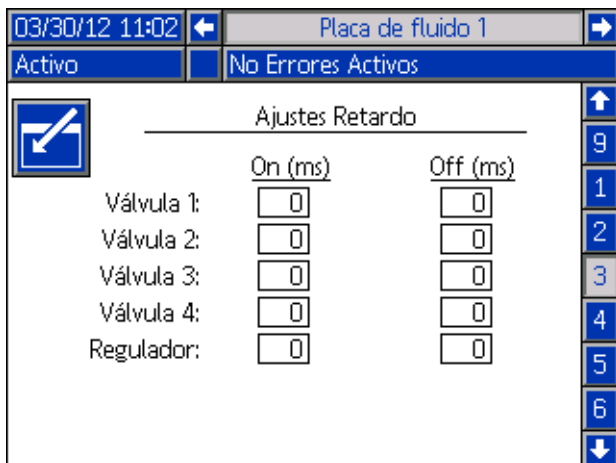 03/30/12 11:02 Placa de fluido 1
Activo No Errores Activos
Ajustes Retardo
On (ms) Off (ms)
Válvula 1: 0 0
Válvula 2: 0 0
Válvula 3: 0 0
Válvula 4: 0 0
Regulador: 0 0
9
1
2
3
4
5
6